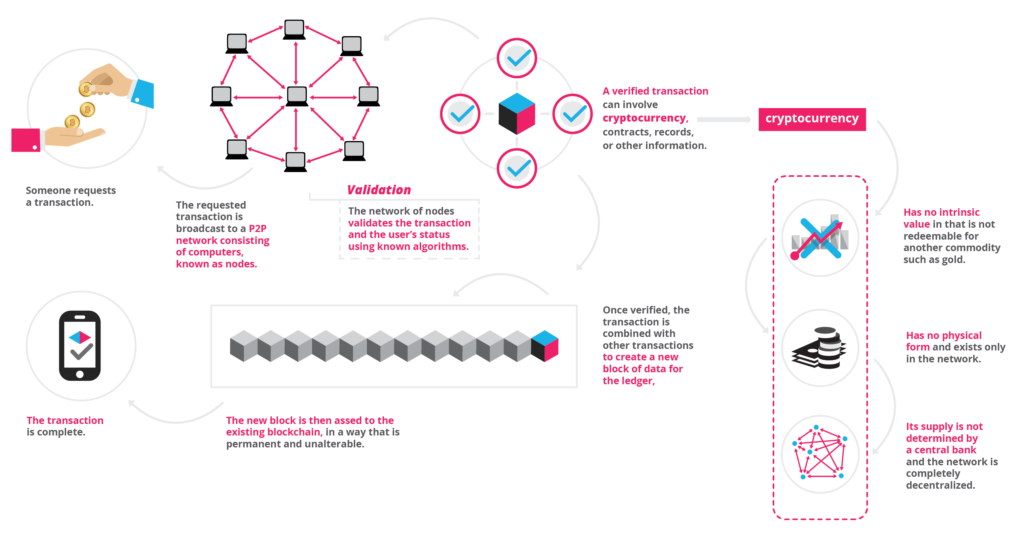 Someone requests
a transaction.
The requested
transaction is
broadcast to a P2P
network consisting
of computers,
known as nodes.
Validation
The network of nodes
validates the transaction
and the user's status
using known algorithms.
A verified transaction
can involve
cryptocurrency,
contracts, records,
or other information.
cryptocurrency
Has no intrinsic
value in that is not
redeemable for
another commodity
such as gold.
Has no physical
form and exists only
in the network.
Its supply is not
determined by
a central bank
and the network is
completely
decentralized.
Once verified, the
transaction is
combined with
other transactions
to create a new
block of data for
the ledger,
The new block is then assed to the
existing blockchain, in a way that is
permanent and unalterable.
The transaction
is complete.